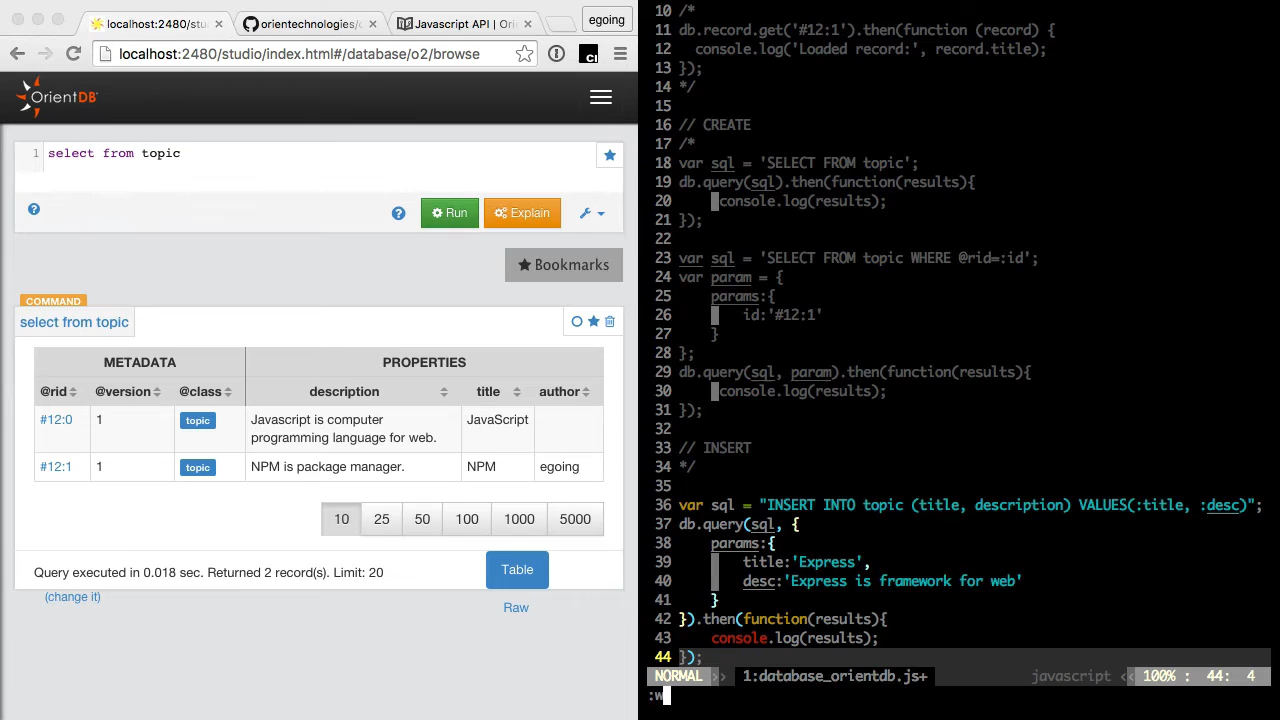 localhost:2480/stu
orientechnologies/
Javascript API | O
egoing
localhost:2480/studio/index.html#/database/o2/browse
OrientDB
1 select from topic
Run
Explain
Bookmarks
COMMAND
select from topic
METADATA PROPERTIES
@rid @version @class description title author
#12:0 1 topic Javascript is computer programming language for web. JavaScript
#12:1 1 topic NPM is package manager. NPM egoing
10 25 50 100 1000 5000
Query executed in 0.018 sec. Returned 2 record(s). Limit: 20
(change it)
Table
Raw
10 /*
11 db.record.get('#12:1').then(function (record) {
12 console.log('Loaded record:', record.title);
13 });
14 */
15
16 // CREATE
17 /*
18 var sql = 'SELECT FROM topic';
19 db.query(sql).then(function(results){
20 console.log(results);
21 });
22
23 var sql = 'SELECT FROM topic WHERE @rid=:id';
24 var param = {
25 params:{
26 id:'#12:1'
27 }
28 };
29 db.query(sql, param).then(function(results){
30 console.log(results);
31 });
32
33 // INSERT
34 */
35
36 var sql = "INSERT INTO topic (title, description) VALUES(:title, :desc)";
37 db.query(sql, {
38 params:{
39 title:'Express',
40 desc:'Express is framework for web'
41 }
42 }).then(function(results){
43 console.log(results);
44 });
NORMAL 1:database_orientdb.js+ javascript 100% : 44: 4
:w